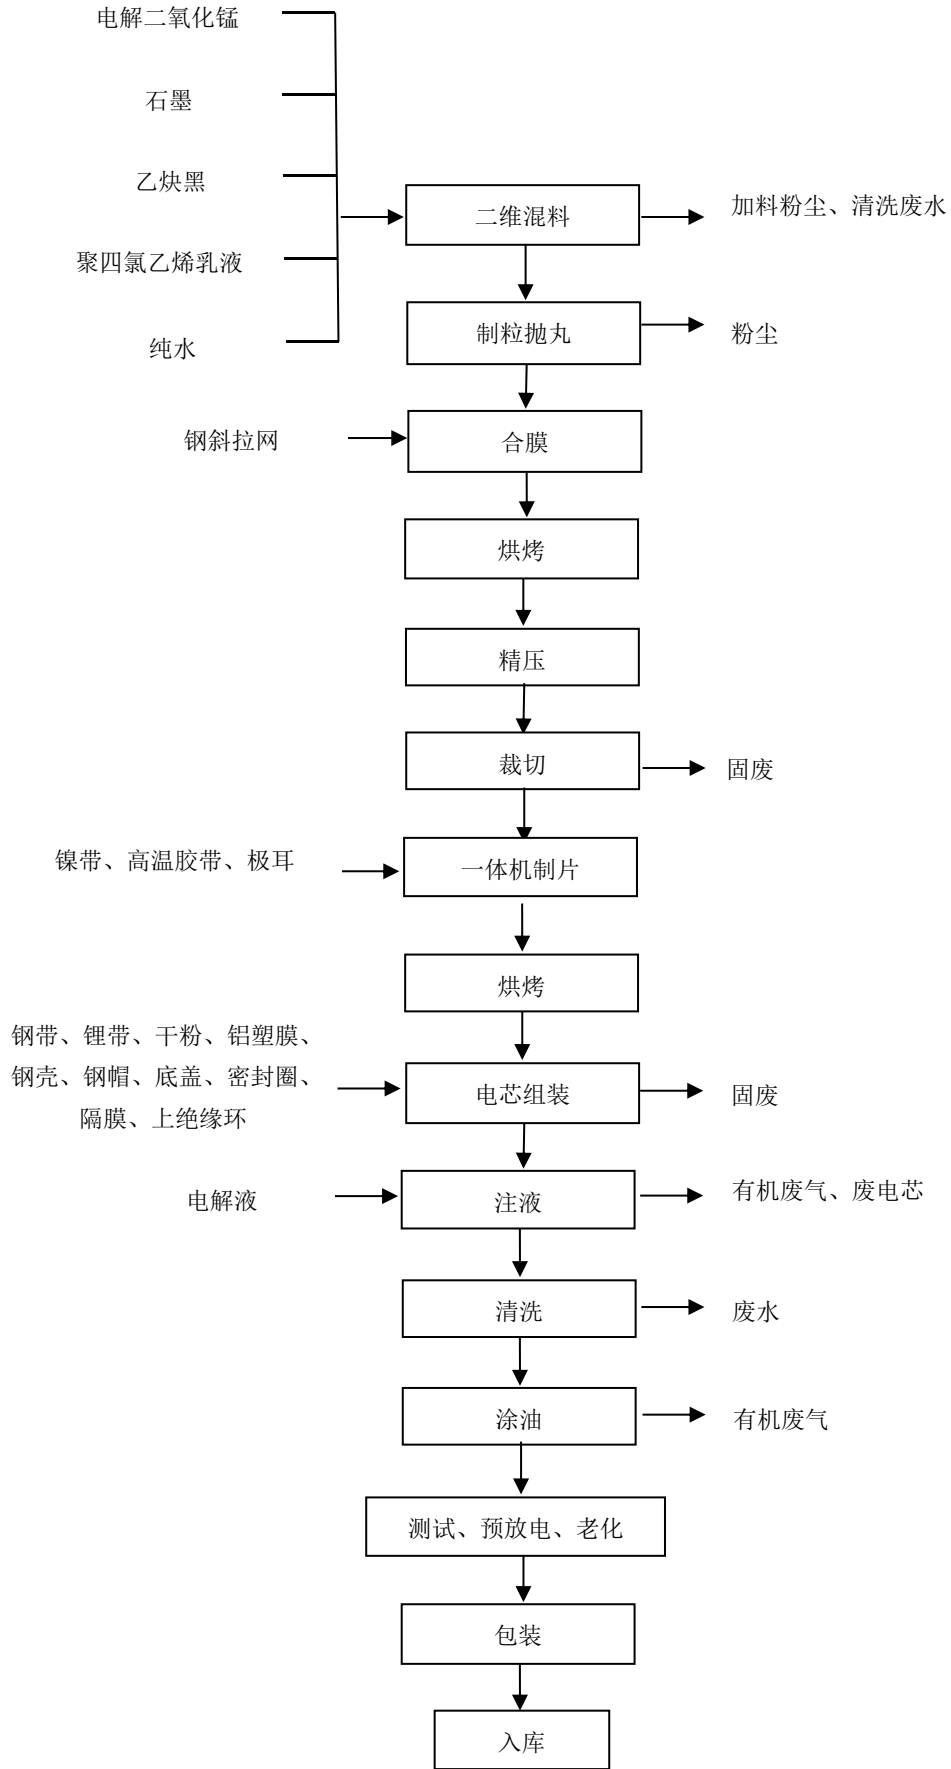 电解二氧化锰
石墨
乙炔黑
聚四氯乙烯乳液
纯水
二维混料
加料粉尘、清洗废水
制粒抛丸
粉尘
钢斜拉网
合膜
烘烤
精压
裁切
固废
镍带、高温胶带、极耳
一体机制片
烘烤
钢带、锂带、干粉、铝塑膜、
钢壳、钢帽、底盖、密封圈、
隔膜、上绝缘环
电芯组装
固废
电解液
注液
有机废气、废电芯
清洗
废水
涂油
有机废气
测试、预放电、老化
包装
入库